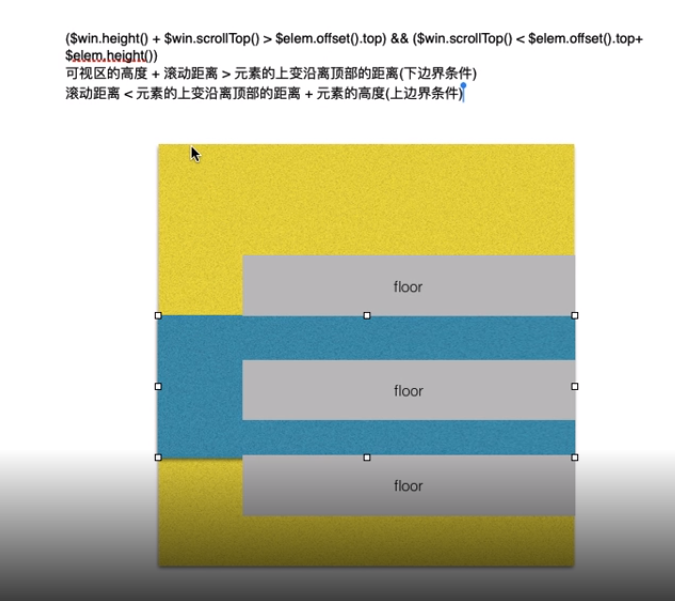 ($win.height() + $win.scrollTop() > $elem.offset().top) && ($win.scrollTop() < $elem.offset().top+
$elem.height())
可视区的高度 + 滚动距离 > 元素的上变沿离顶部的距离(下边界条件)
滚动距离 < 元素的上变沿离顶部的距离 + 元素的高度(上边界条件)
floor
floor
floor